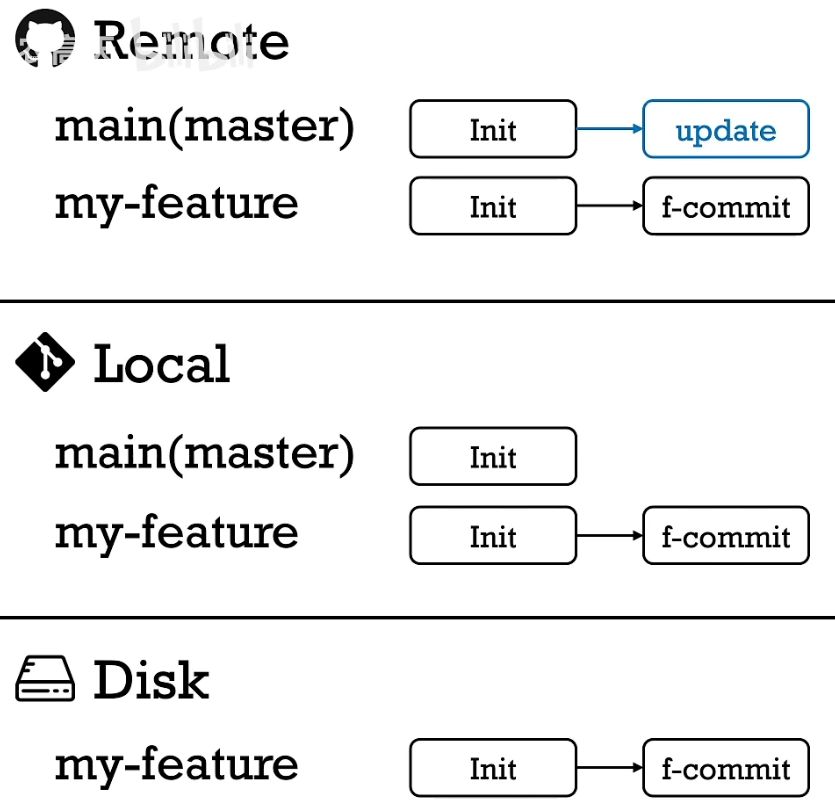 Remote
main(master) Init update
my-feature Init f-commit
Local
main(master) Init
my-feature Init f-commit
Disk
my-feature Init f-commit